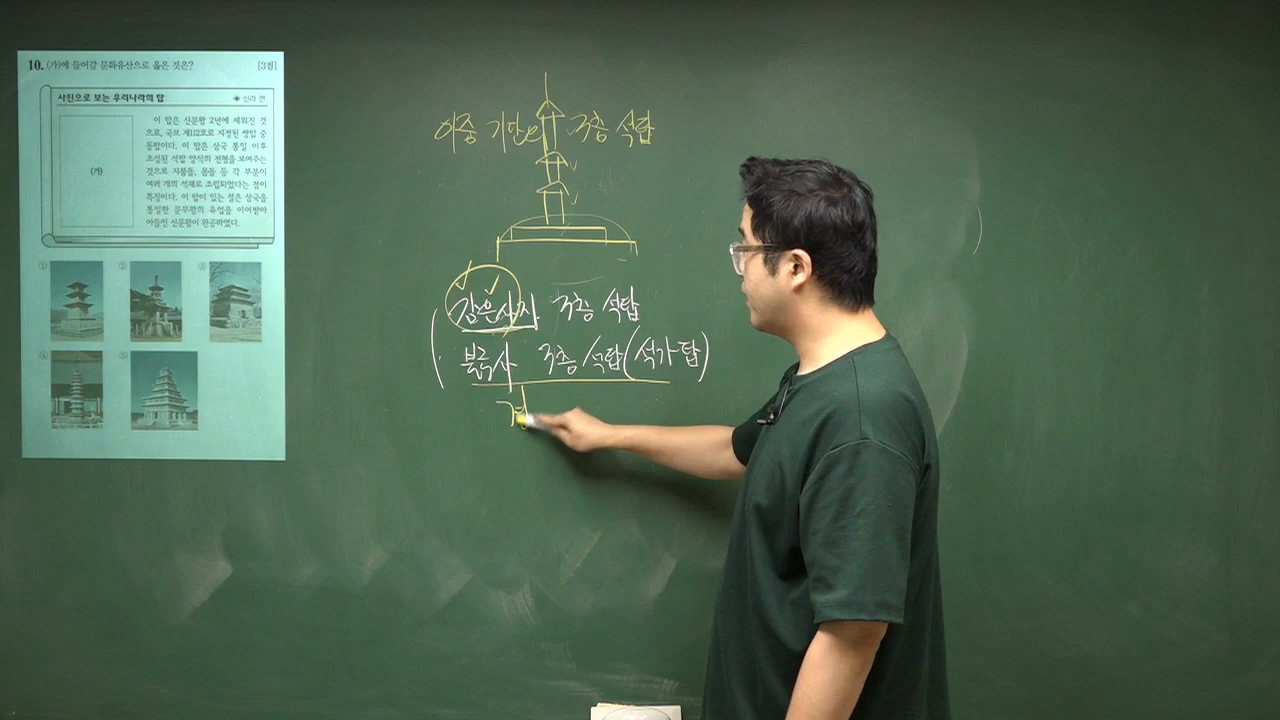 10. (가)에 들어갈 문화유산으로 옳은 것은? [3점]
사진으로 보는 우리나라의 탑 ※ 신라 편
(가)
이 탑은 신문왕 2년에 세워진 것
으로, 국보 제112호로 지정된 쌍탑 중
동탑이다. 이 탑은 삼국 통일 이후
조성된 석탑 양식의 전형을 보여주는
것으로 지붕돌, 몸돌 등 각 부분이
여러 개의 석재로 조립되었다는 점이
특징이다. 이 탑이 있는 절은 삼국을
통일한 문무왕의 유업을 이어받아
아들인 신문왕이 완공하였다.
① ② ③
④ ⑤
이중 기단의 3층 석탑
감은사지 3층 석탑
불국사 3층 석탑(석가탑)